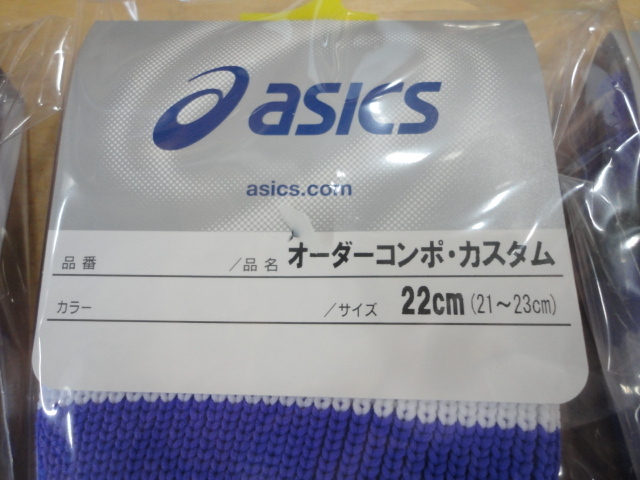 asics
asics.com
品番 /品名 オーダーコンポ・カスタム
カラー /サイズ 22cm (21～23cm)